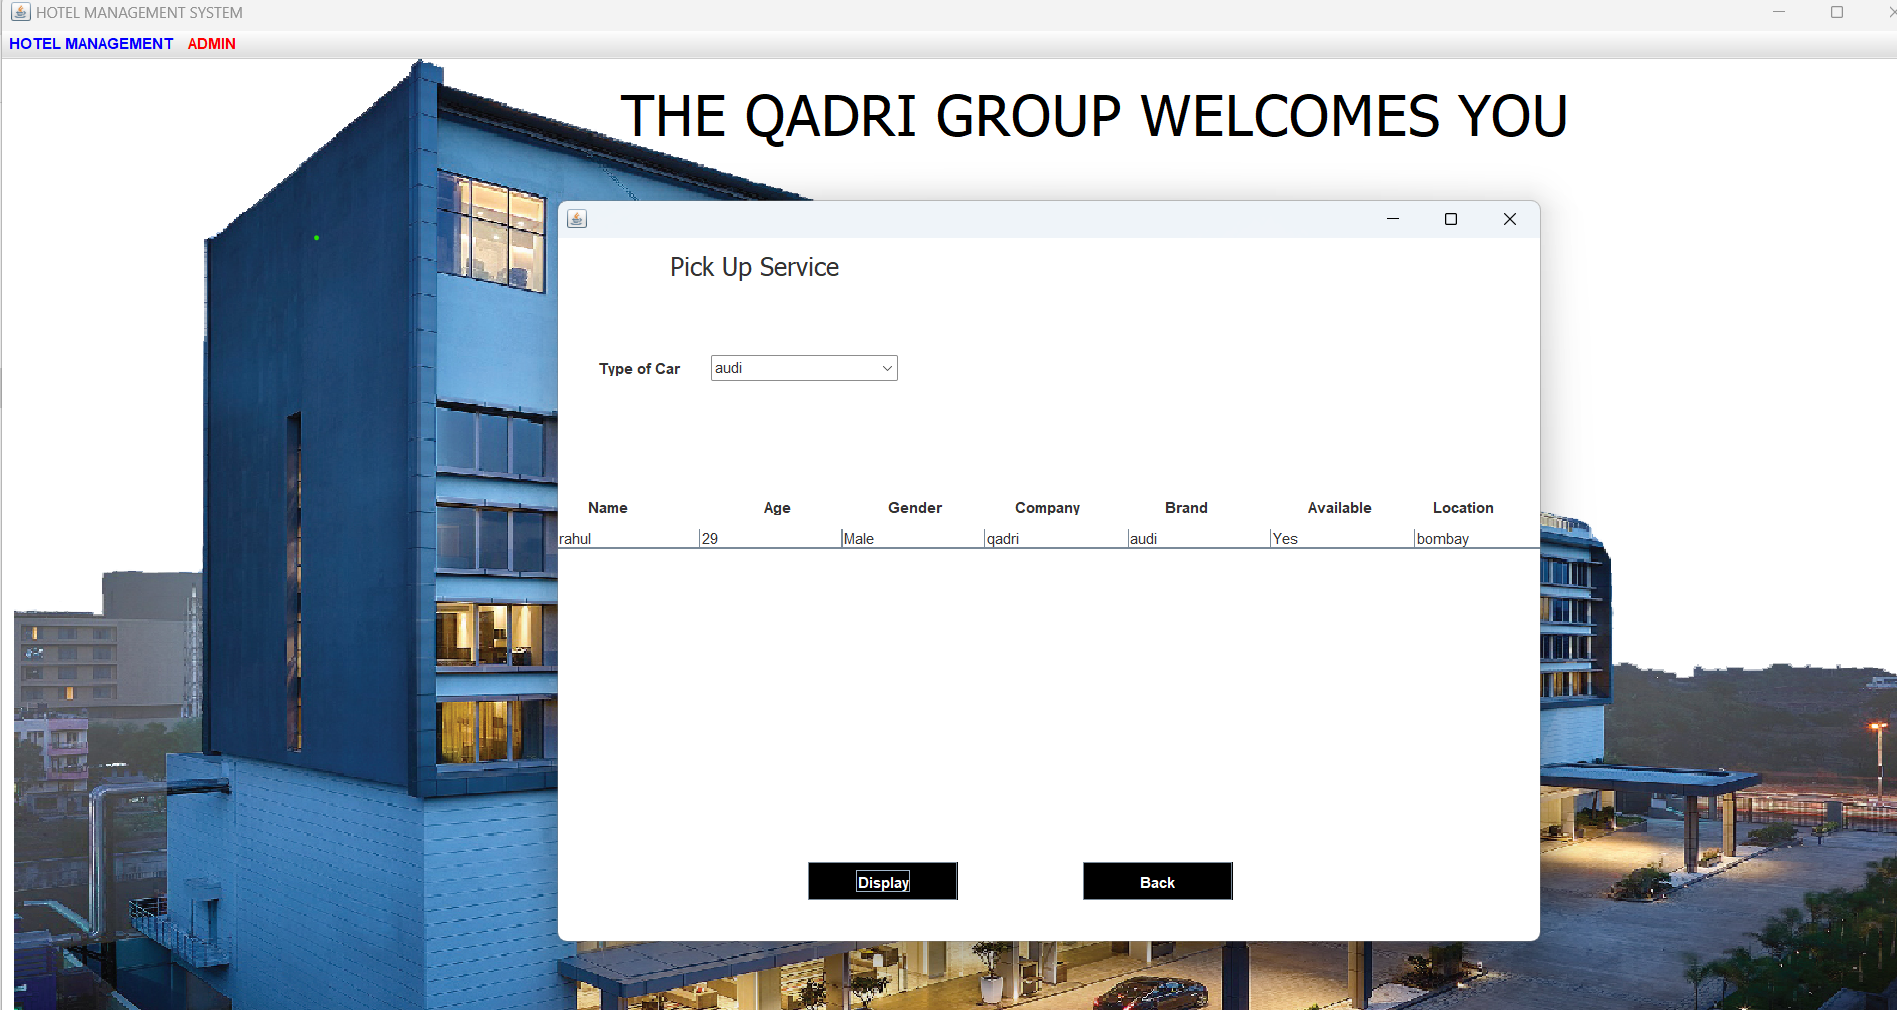 HOTEL MANAGEMENT SYSTEM
HOTEL MANAGEMENT ADMIN
THE QADRI GROUP WELCOMES YOU
Pick Up Service
Type of Car audi
Name Age Gender Company Brand Available Location
rahul 29 Male qadri audi Yes bombay
Display Back